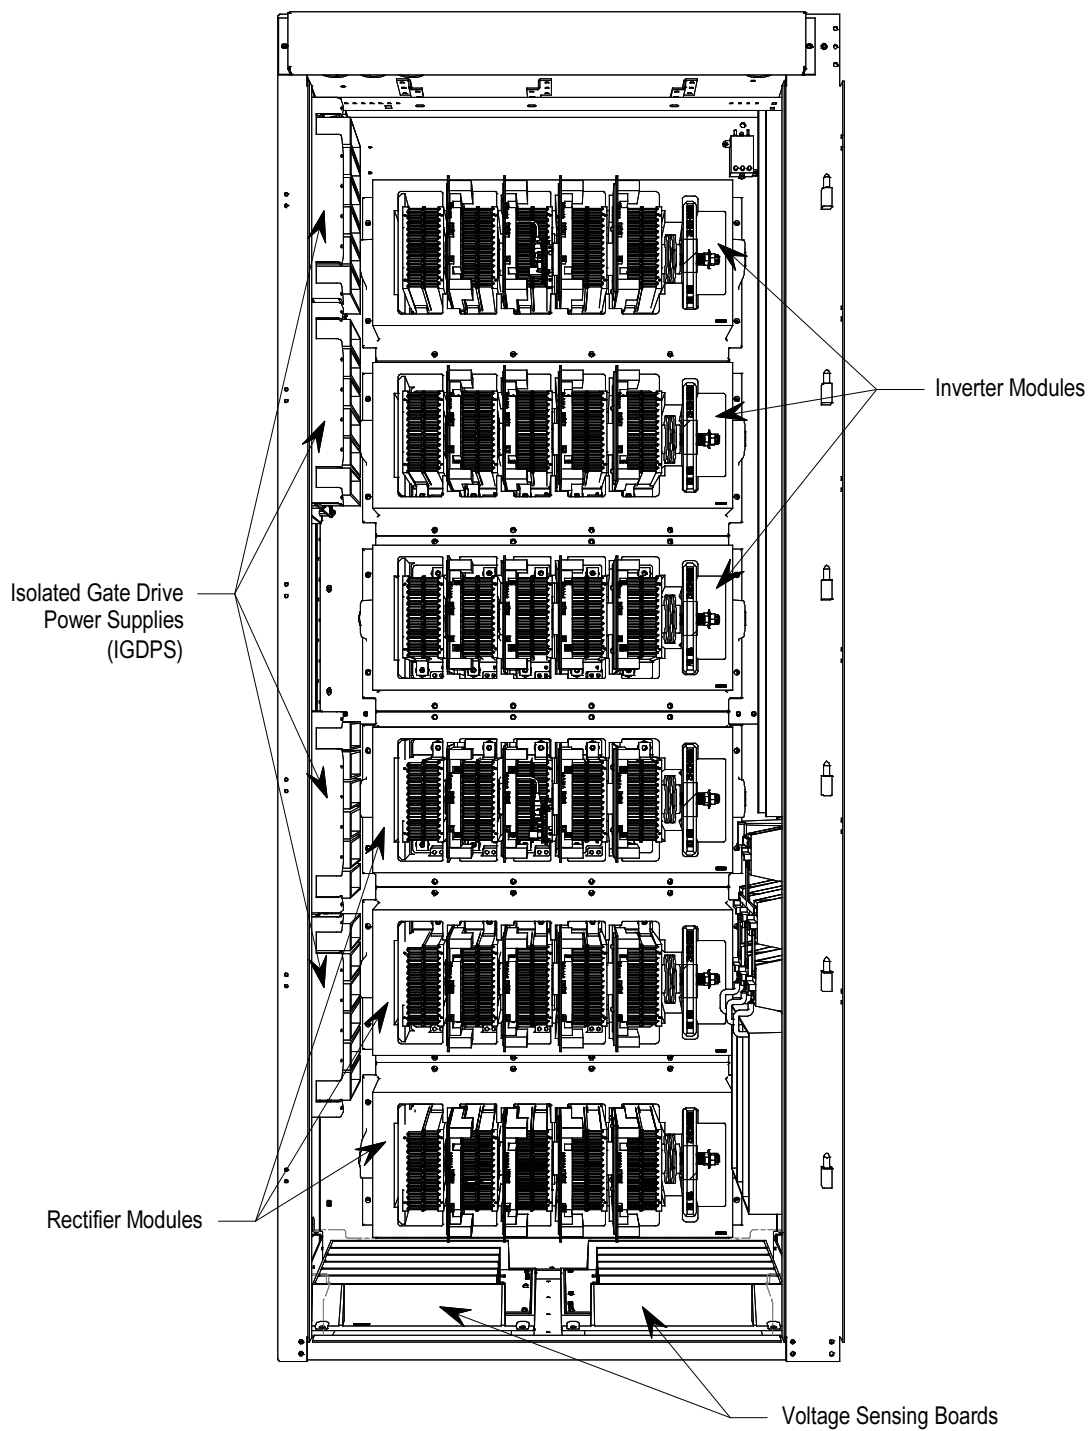 Inverter Modules
Isolated Gate Drive
Power Supplies
(IGDPS)
Rectifier Modules
Voltage Sensing Boards